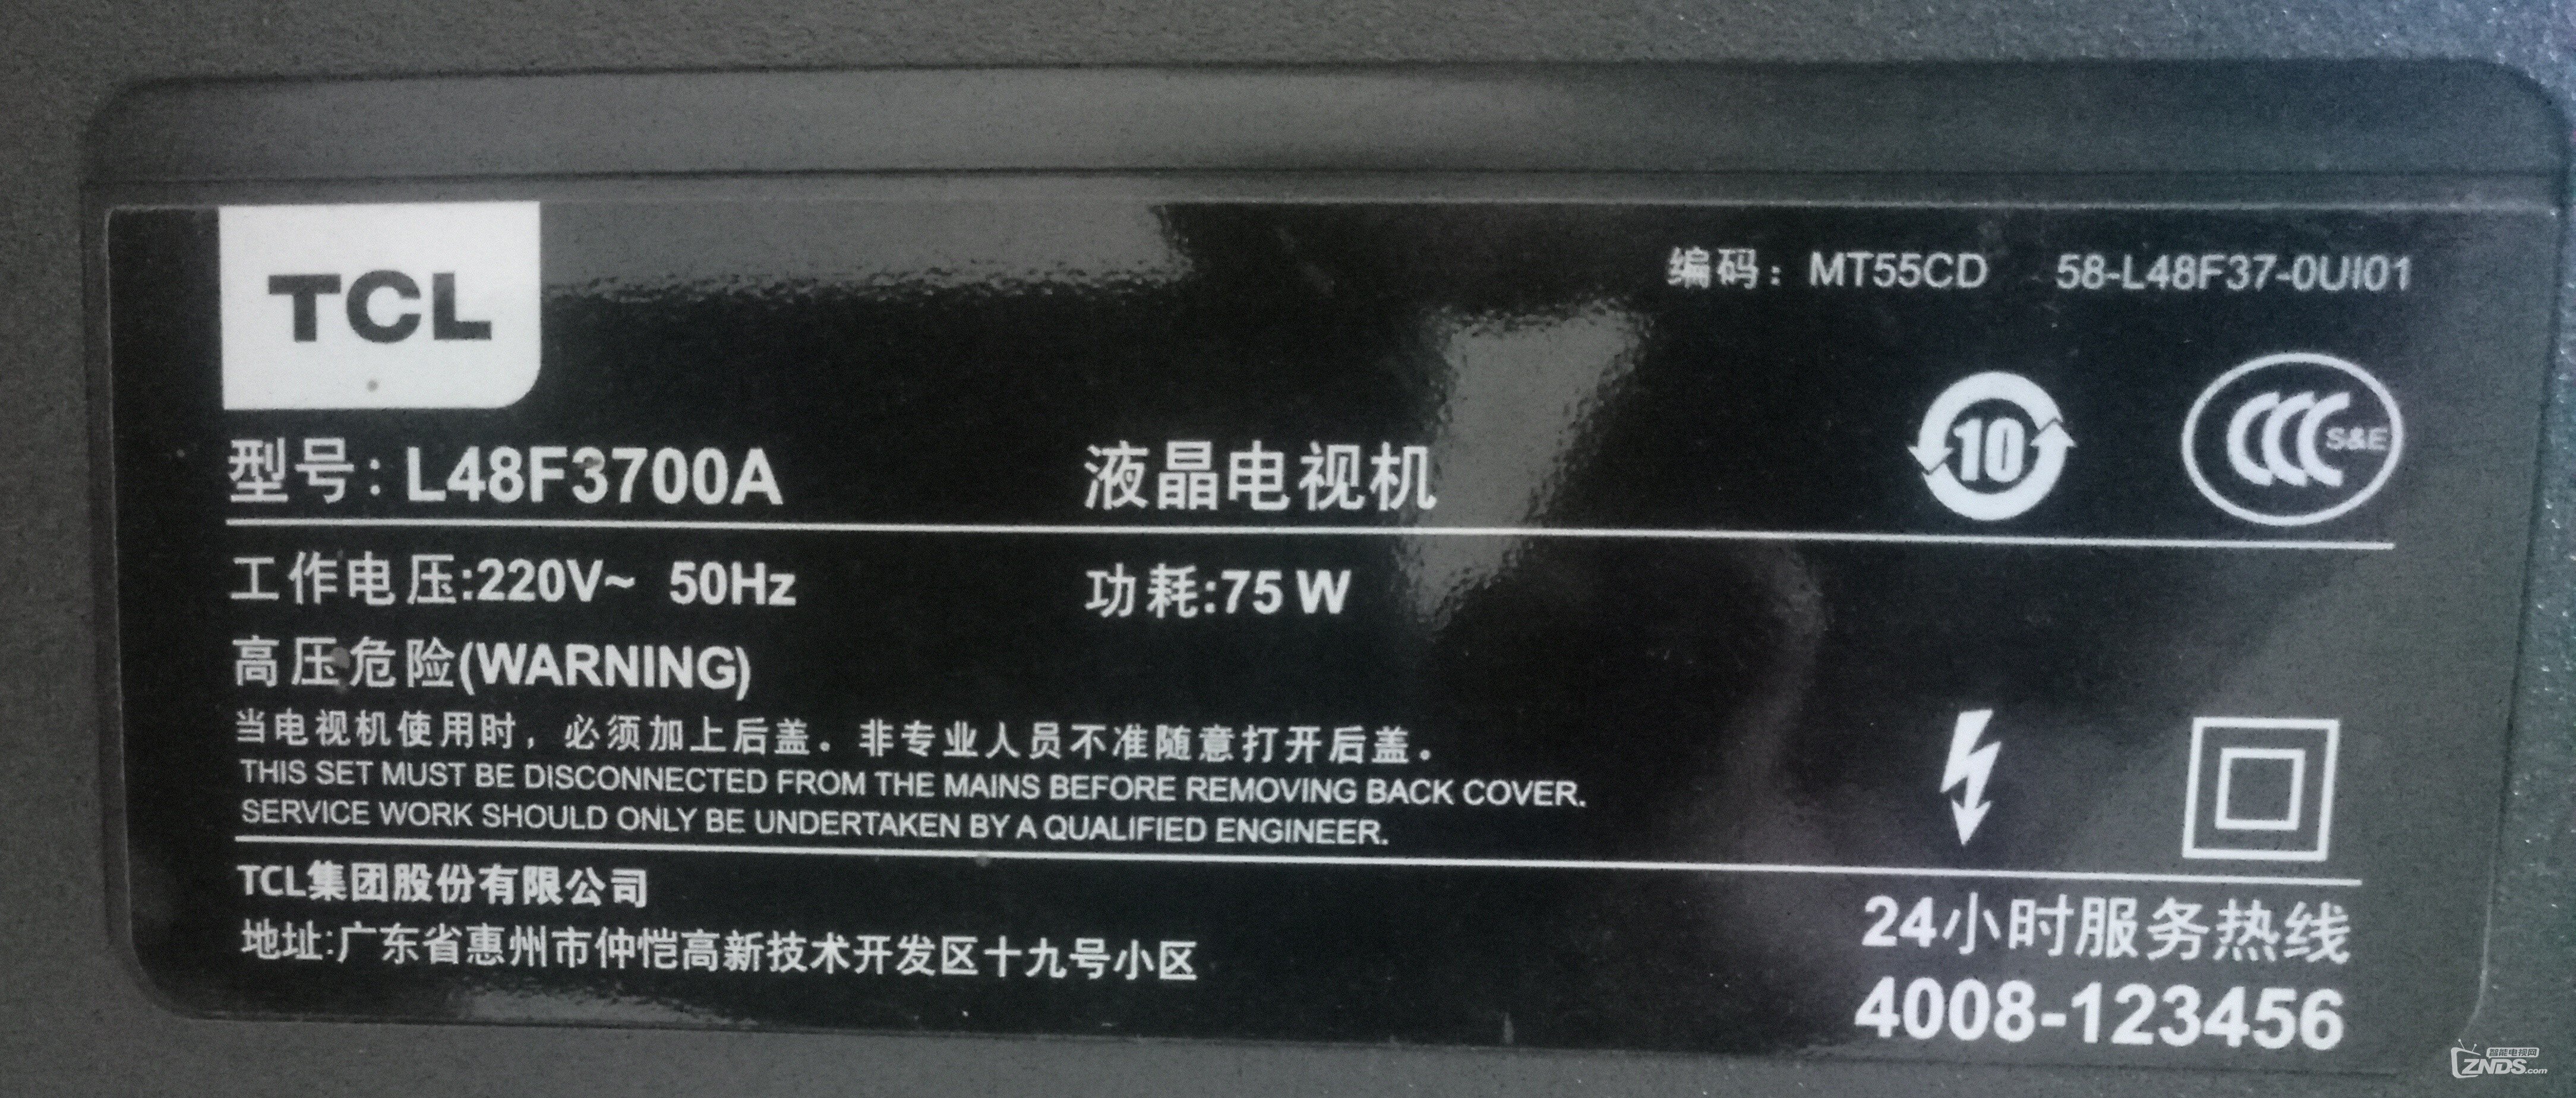 TCL
编码：MT55CD 58-L48F37-0UI01
10
CCC S&E
型号：L48F3700A 液晶电视机
工作电压:220V~ 50Hz 功耗:75 W
高压危险(WARNING)
当电视机使用时，必须加上后盖。非专业人员不准随意打开后盖。
THIS SET MUST BE DISCONNECTED FROM THE MAINS BEFORE REMOVING BACK COVER.
SERVICE WORK SHOULD ONLY BE UNDERTAKEN BY A QUALIFIED ENGINEER.
TCL集团股份有限公司
地址:广东省惠州市仲恺高新技术开发区十九号小区
24小时服务热线
4008-123456
智能电视网
ZNDS.com